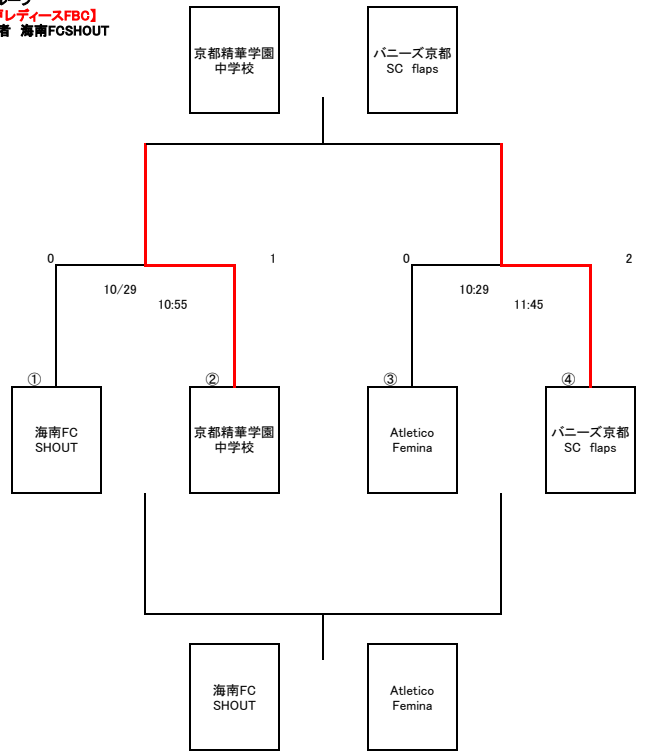 レディースFBC】
者 海南FCSHOUT
京都精華学園
中学校
バニーズ京都
SC flaps
0
1
0
2
10/29
10:55
10:29
11:45
①
②
③
④
海南FC
SHOUT
京都精華学園
中学校
Atletico
Femina
バニーズ京都
SC flaps
海南FC
SHOUT
Atletico
Femina